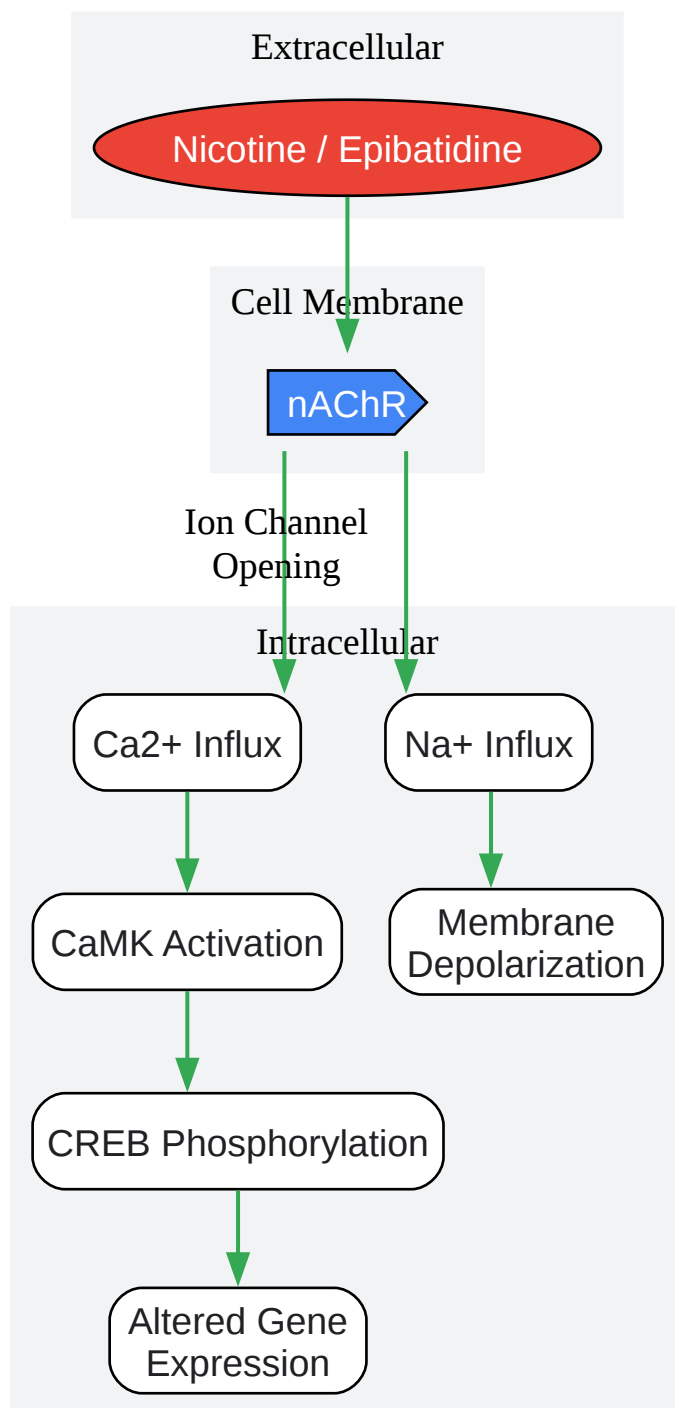 Extracellular
Nicotine / Epibatidine
Cell Membrane
nAChR
Ion Channel
Opening
Intracellular
Ca2+ Influx
Na+ Influx
CaMK Activation
Membrane
Depolarization
CREB Phosphorylation
Altered Gene
Expression